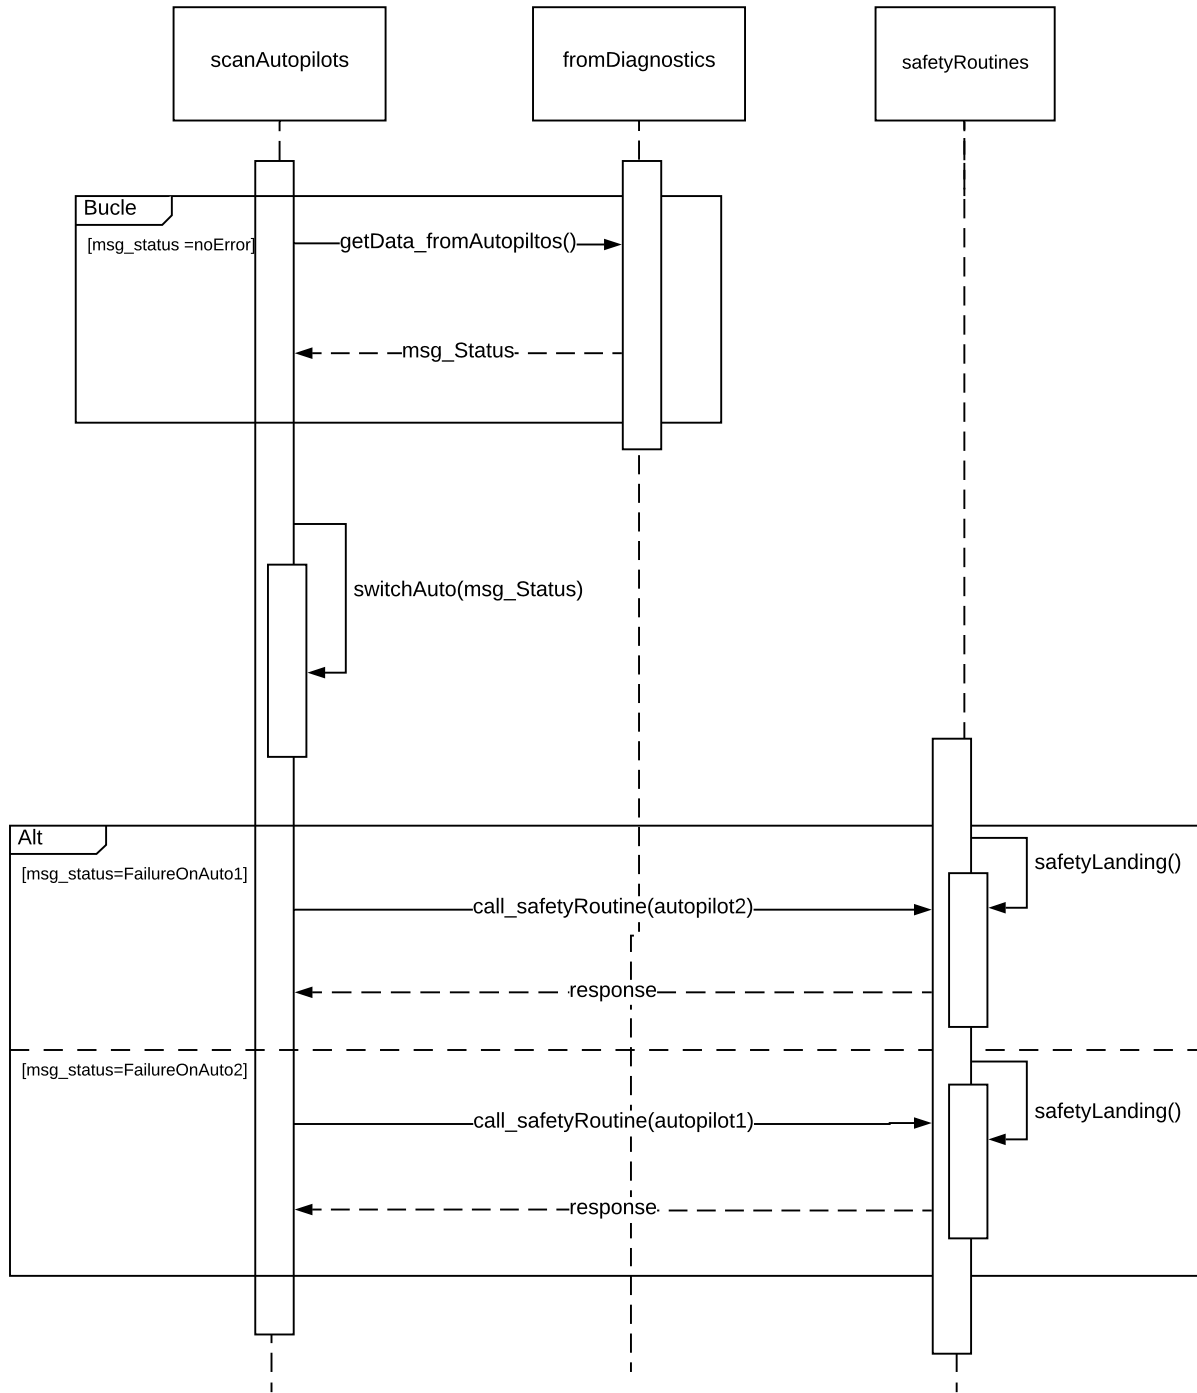 scanAutopilots
fromDiagnostics
safetyRoutines
Bucle
[msg_status =noError]
getData_fromAutopiltos()
msg_Status
switchAuto(msg_Status)
Alt
[msg_status=FailureOnAuto1]
safetyLanding()
call_safetyRoutine(autopilot2)
response
[msg_status=FailureOnAuto2]
safetyLanding()
call_safetyRoutine(autopilot1)
response